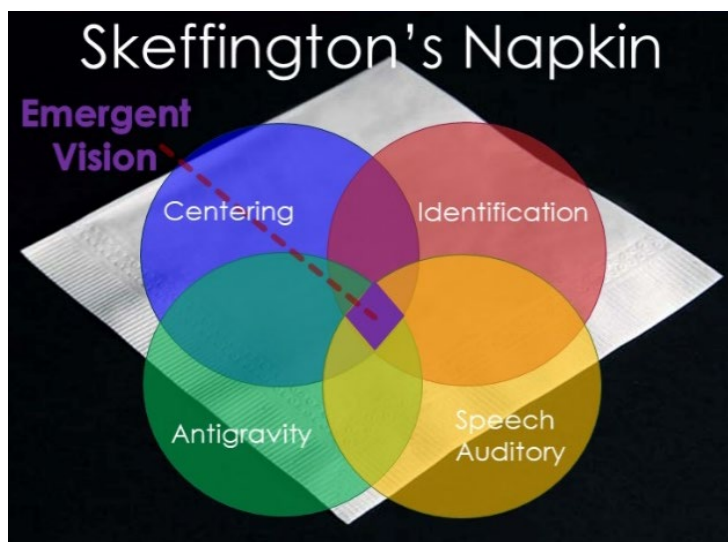 Skeffington's Napkin
Emergent
Vision
Centering
Identification
Antigravity
Speech
Auditory